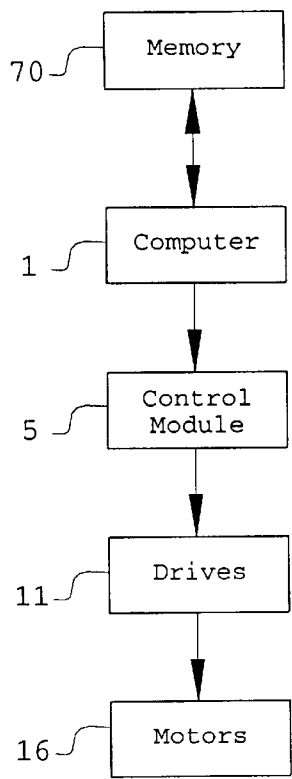 Memory
70
Computer
1
Control
Module
5
Drives
11
Motors
16